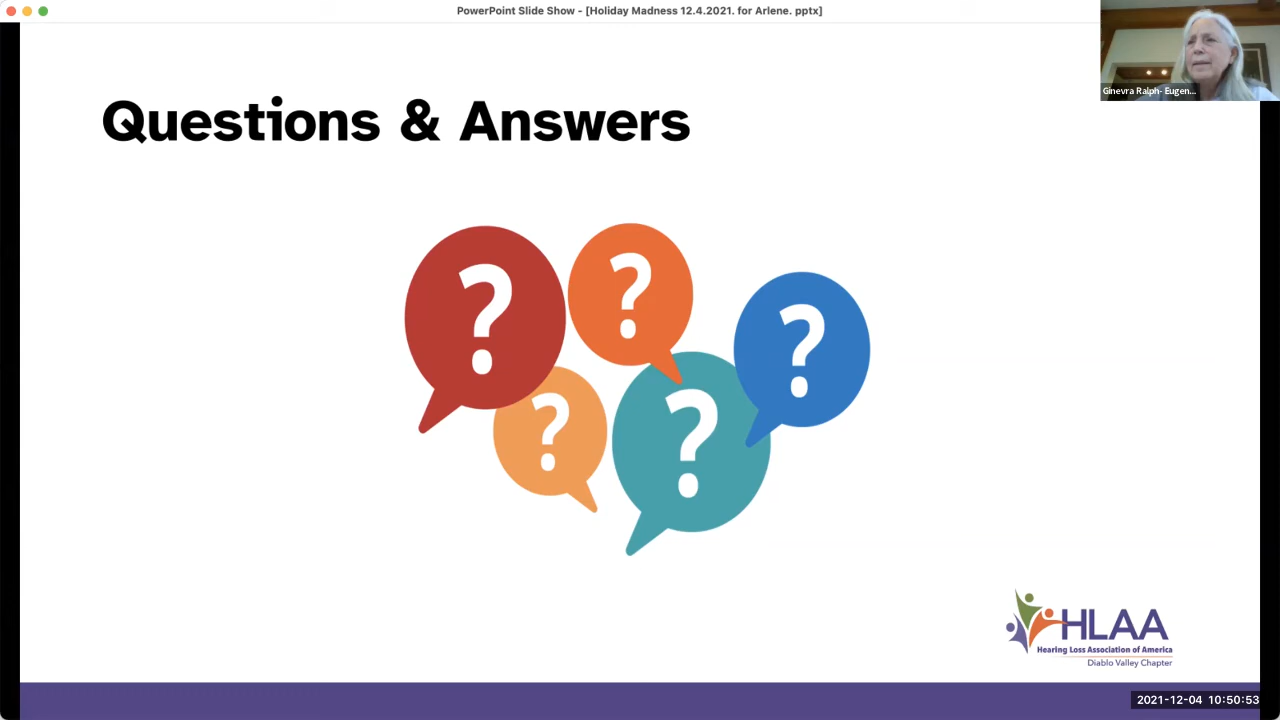 PowerPoint Slide Show - [Holiday Madness 12.4.2021. for Arlene. pptx]
Ginevra Ralph- Eugen...
Questions & Answers
?
?
?
?
?
HLAA
Hearing Loss Association of America
Diablo Valley Chapter
2021-12-04 10:50:53